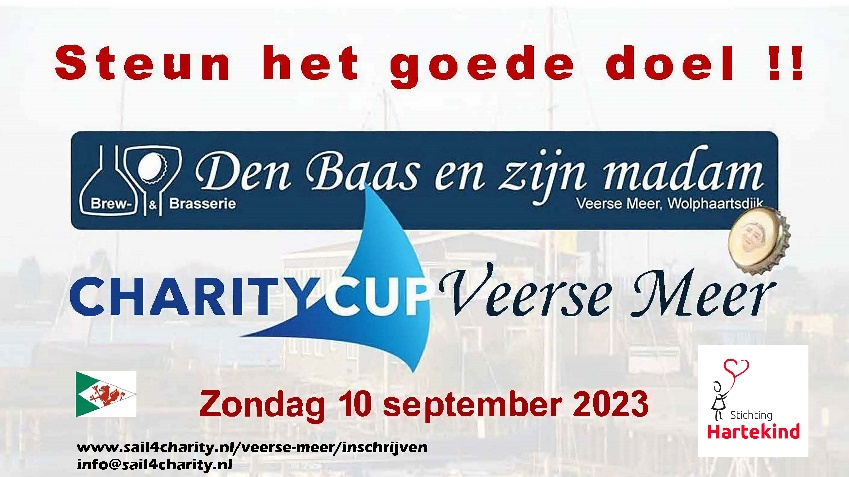 Steun het goede doel !!
Den Baas en zijn madam
Brew- & Brasserie
Veerse Meer, Wolphaartsdijk
CHARITYCUP Veerse Meer
Zondag 10 september 2023
Stichting
Hartekind
www.sail4charity.nl/veerse-meer/inschrijven
info@sail4charity.nl